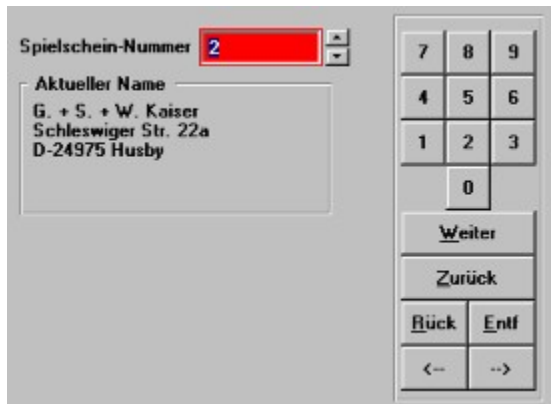 Spielschein-Nummer 2
Aktueller Name
G. + S. + W. Kaiser
Schleswiger Str. 22a
D-24975 Husby
7 8 9
4 5 6
1 2 3
0
Weiter
Zurück
Rück Entf
<-- -->